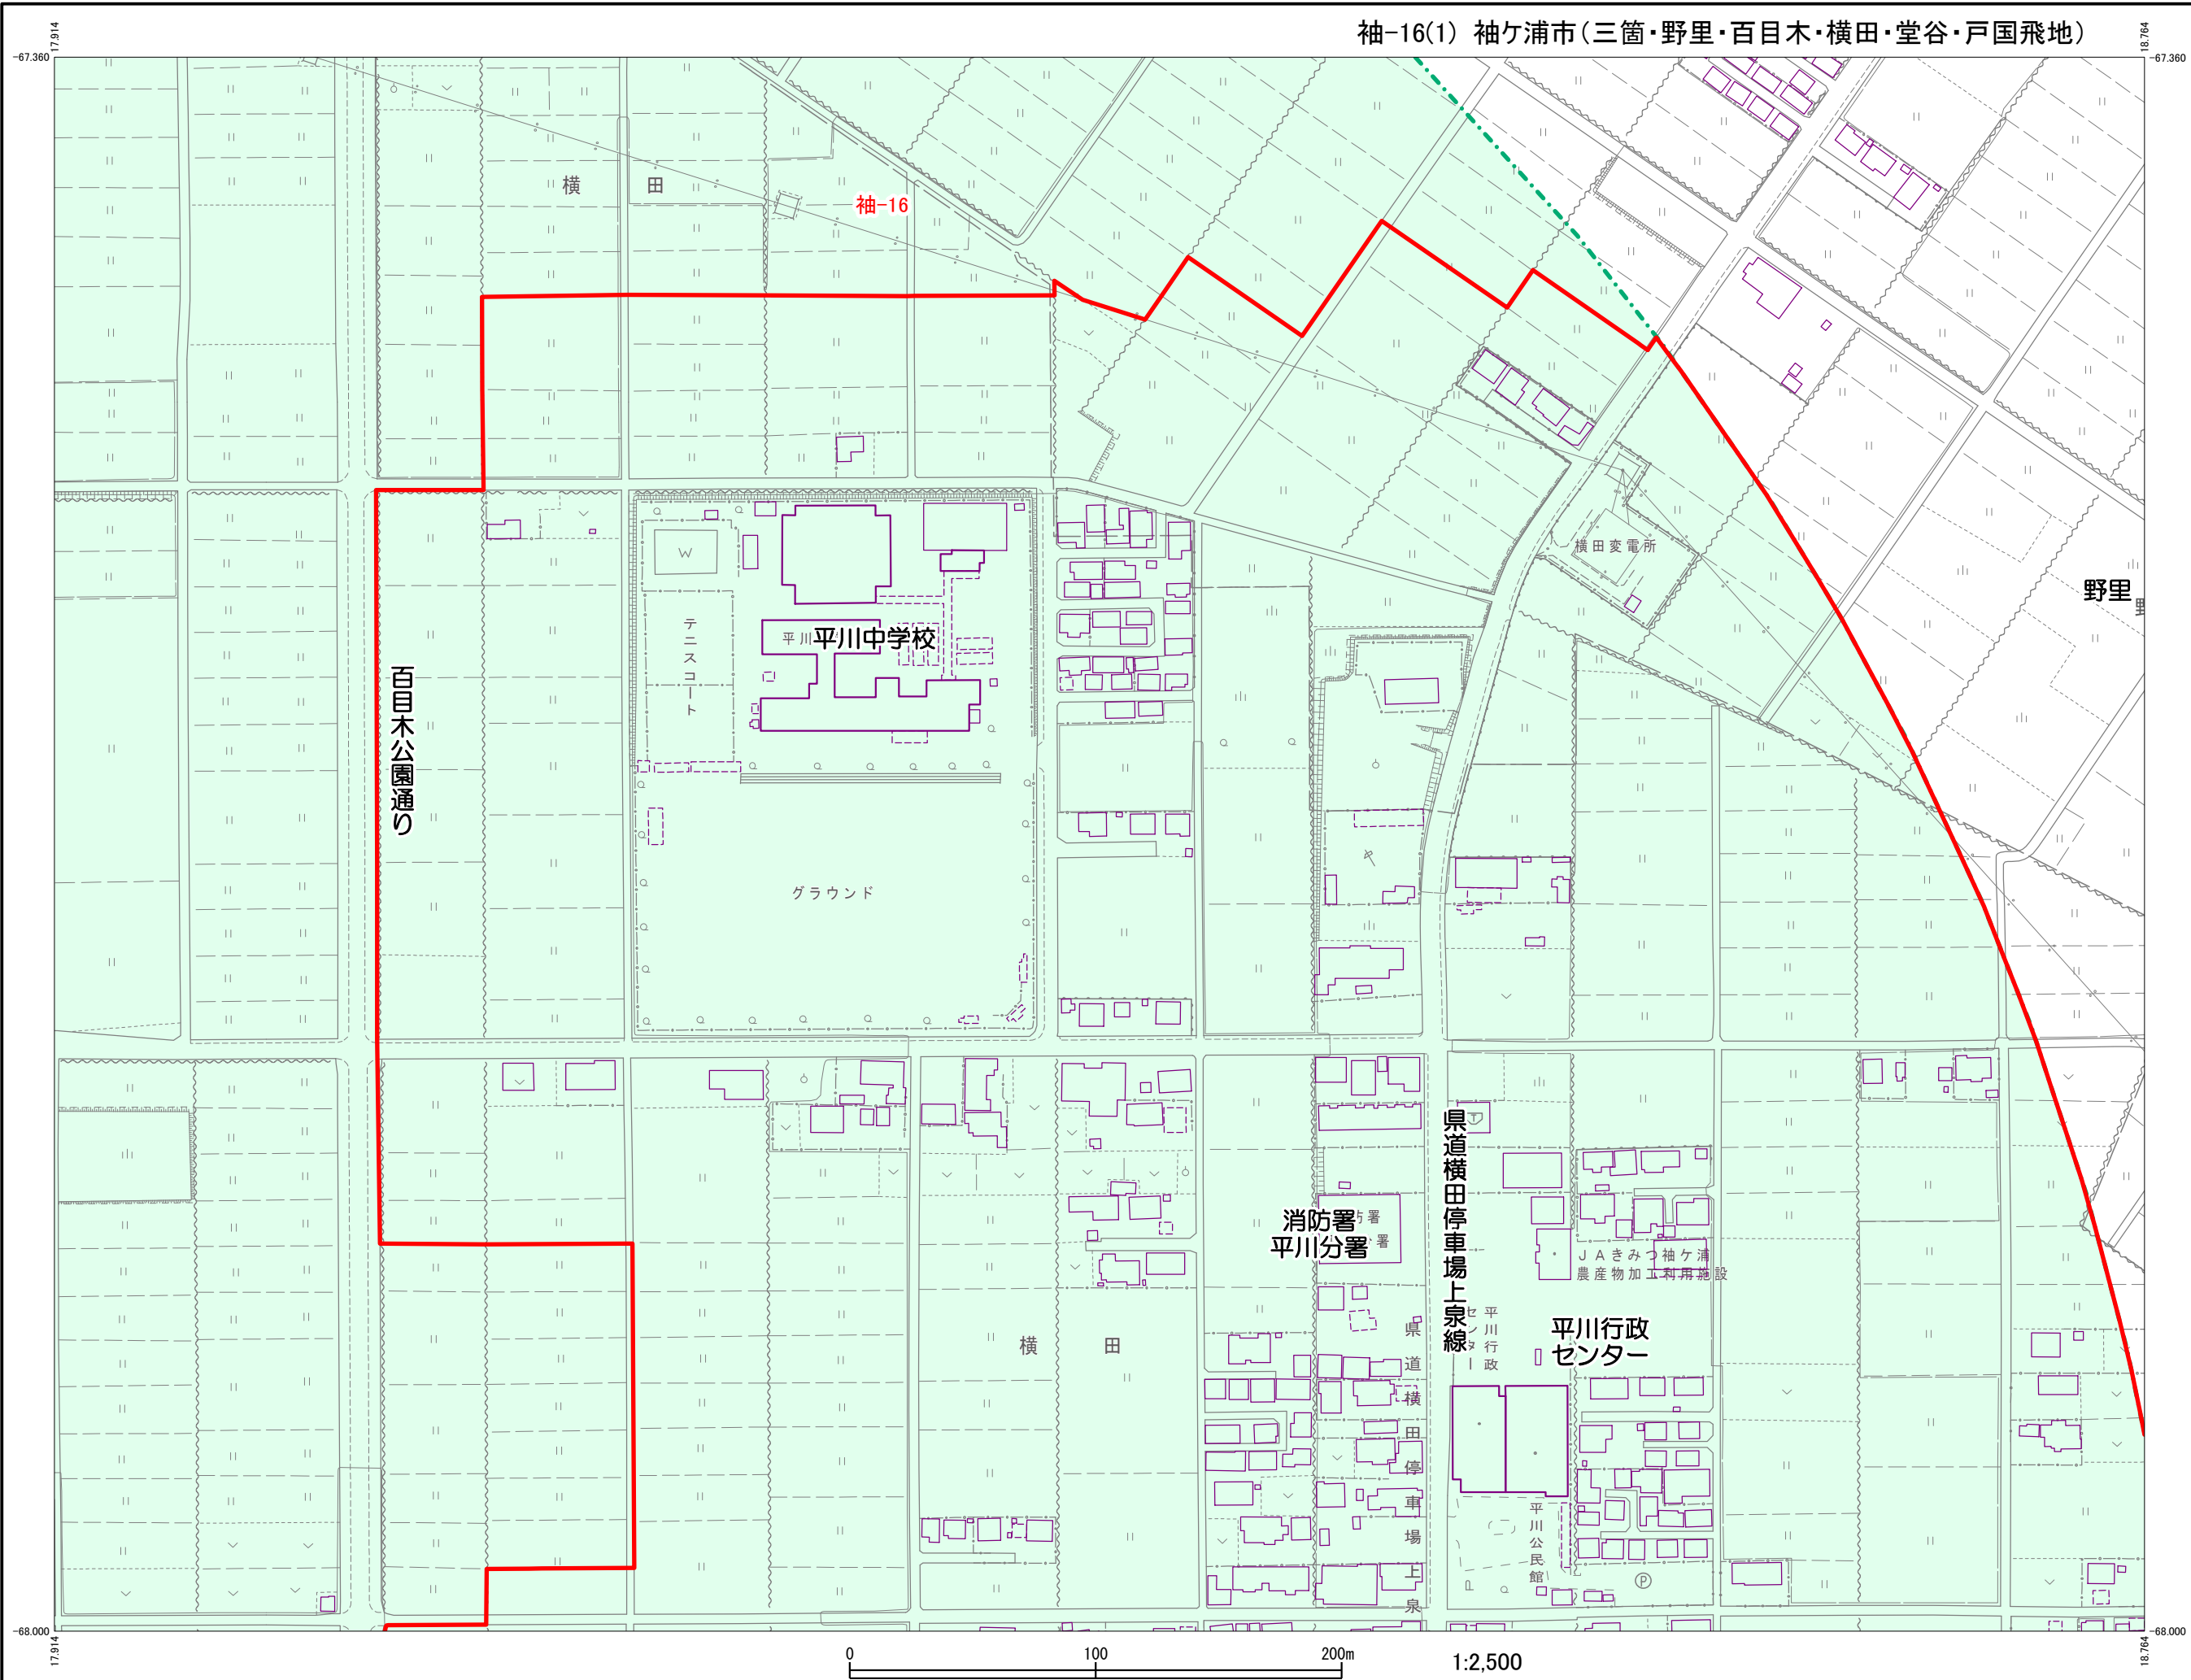 袖-16(1) 袖ケ浦市(三箇・野里・百目木・横田・堂谷・戸国飛地)
17.914
18.764
-67.360
-67.360
横田
袖-16
横田変電所
野里
テニスコート
平川中学校
百目木公園通り
グラウンド
県道横田停車場上泉線
消防署
平川分署
JAきみつ袖ケ浦
農産物加工利用施設
平川行政
センター
平川行政
センター
横田
県道横田停車場上泉
平川公民館
P
-68.000
-68.000
17.914
18.764
0 100 200m
1:2,500